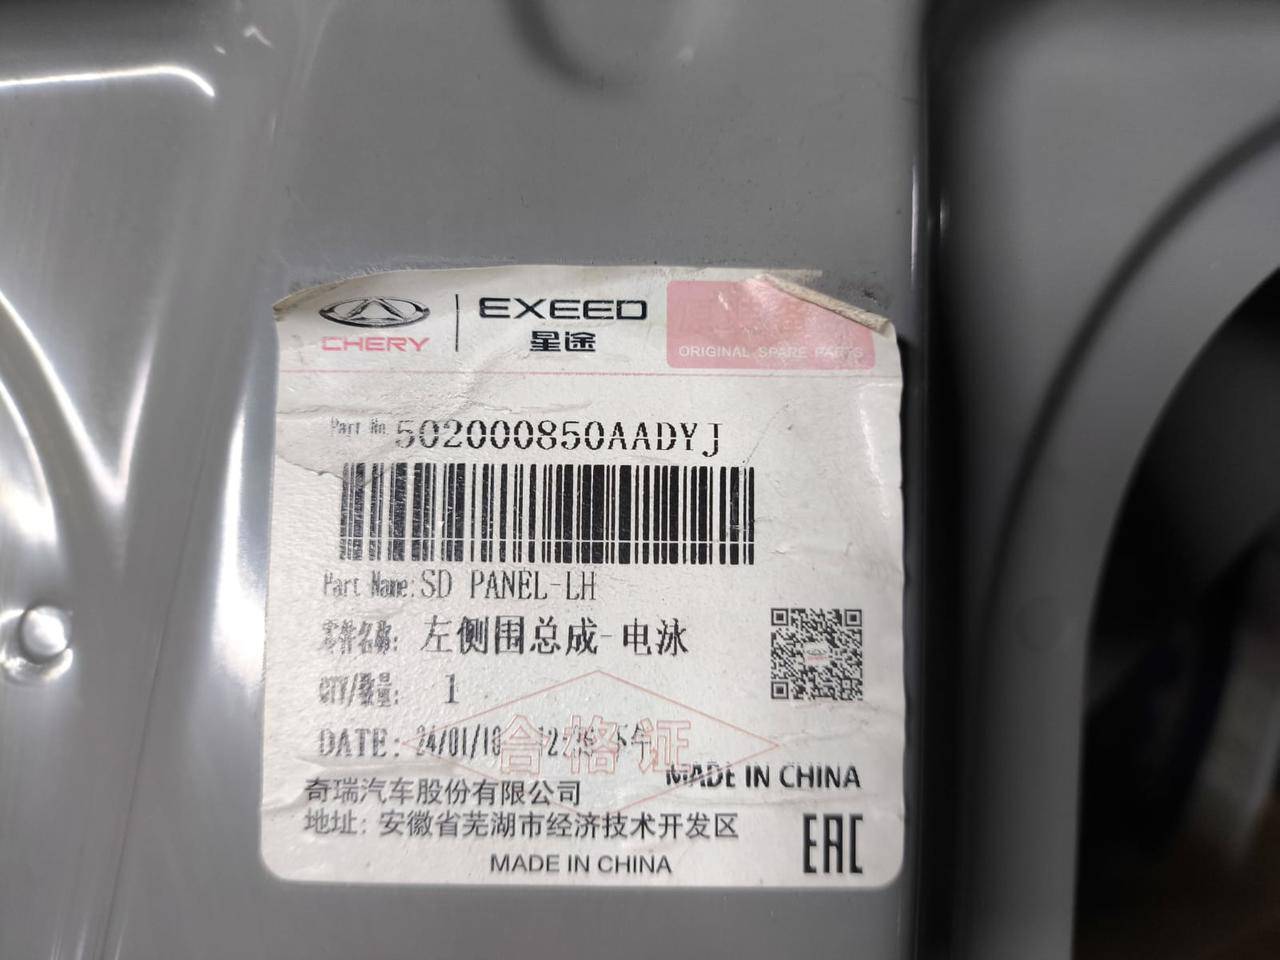 CHERY
EXEED
星途
ORIGINAL SPARE PARTS
Part No 502000850AADYJ
Part Name: SD PANEL-LH
零件名称: 左侧围总成-电泳
QTY/数量: 1
DATE: 24/01/18
合格证
MADE IN CHINA
奇瑞汽车股份有限公司
地址: 安徽省芜湖市经济技术开发区
MADE IN CHINA
EAC